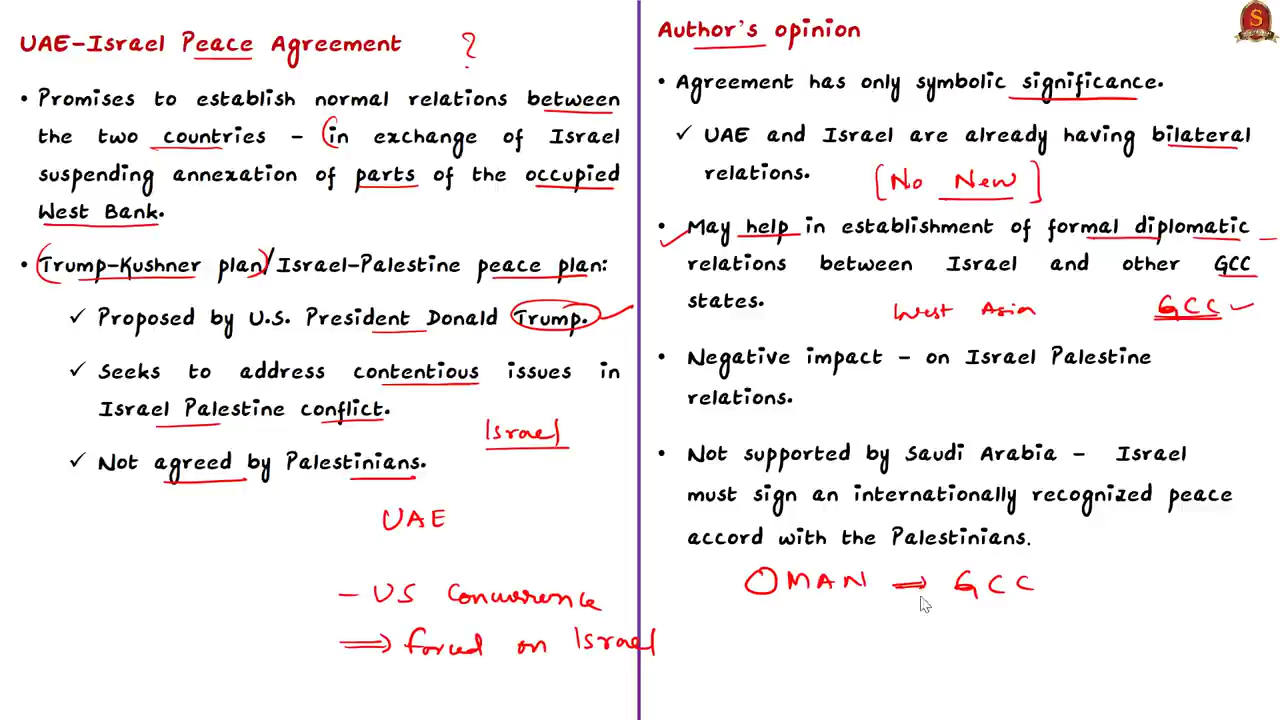 UAE-Israel Peace Agreement ?
• Promises to establish normal relations between
the two countries - (in exchange of Israel
suspending annexation of parts of the occupied
West Bank.
• (Trump-Kushner plan)/Israel-Palestine peace plan:
✓ Proposed by U.S. President Donald Trump.
✓ Seeks to address contentious issues in
Israel Palestine conflict.
Israel
✓ Not agreed by Palestinians.
UAE
- US Concurrence
⇒ forced on Israel
Author's opinion
• Agreement has only symbolic significance.
✓ UAE and Israel are already having bilateral
relations.
[No New]
• May help in establishment of formal diplomatic
relations between Israel and other GCC
states.
West Asia GCC
• Negative impact - on Israel Palestine
relations.
• Not supported by Saudi Arabia - Israel
must sign an internationally recognized peace
accord with the Palestinians.
OMAN ⇒ GCC
S